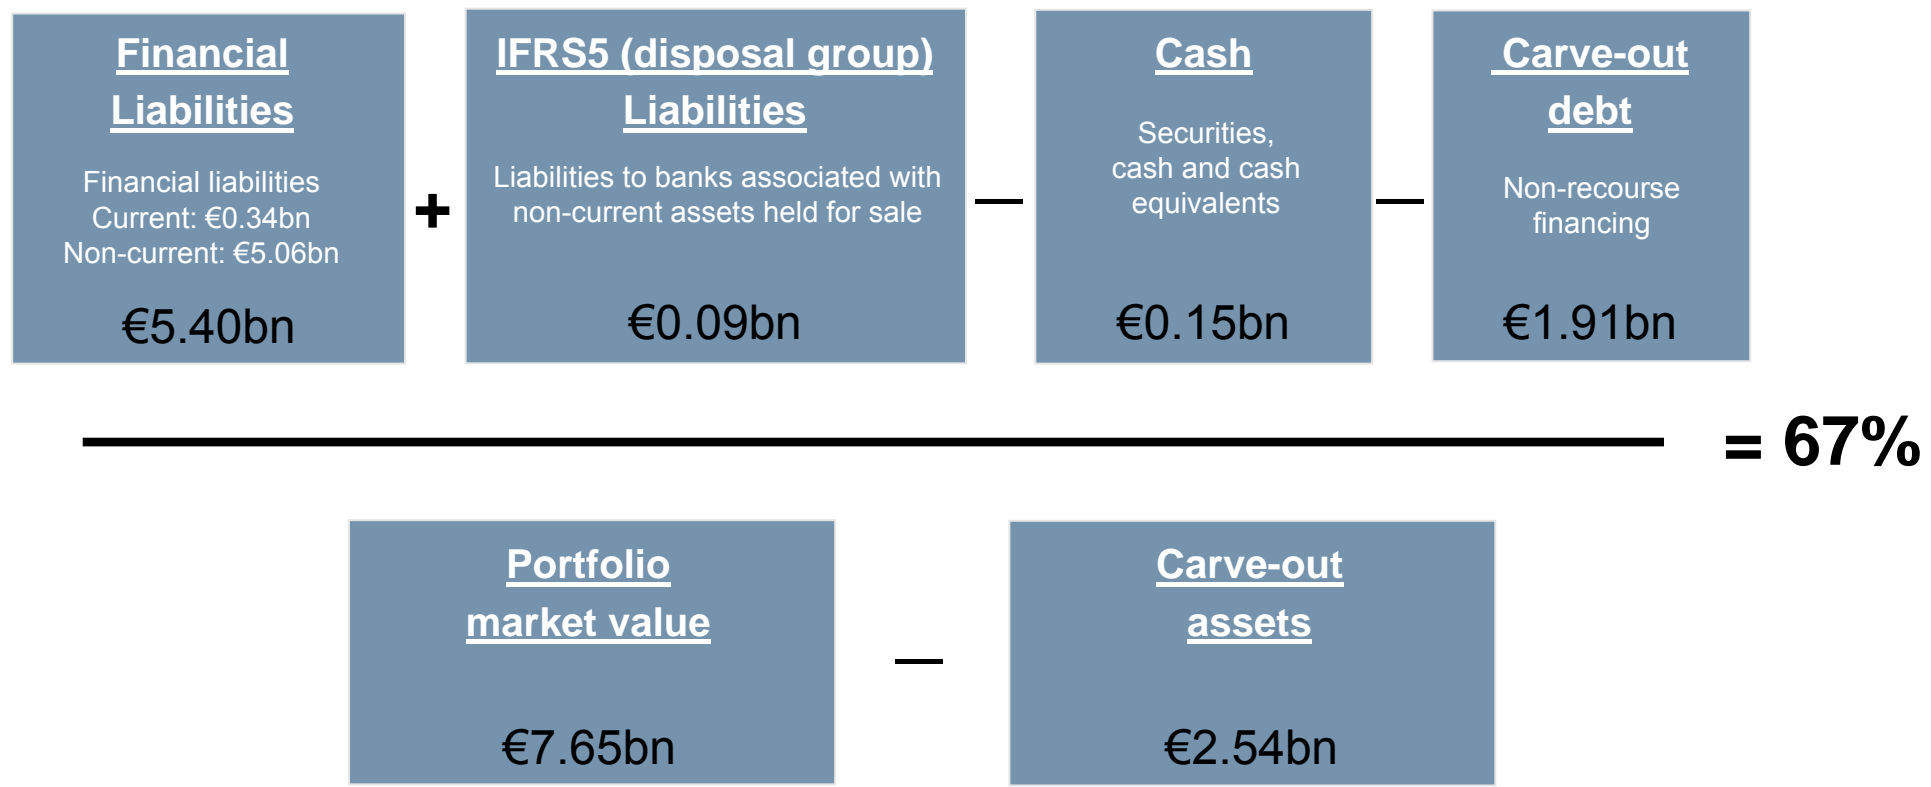 Financial
Liabilities
Financial liabilities
Current: €0.34bn
Non-current: €5.06bn
€5.40bn
+
IFRS5 (disposal group)
Liabilities
Liabilities to banks associated with
non-current assets held for sale
€0.09bn
—
Cash
Securities,
cash and cash
equivalents
€0.15bn
—
Carve-out
debt
Non-recourse
financing
€1.91bn
= 67%
Portfolio
market value
€7.65bn
—
Carve-out
assets
€2.54bn